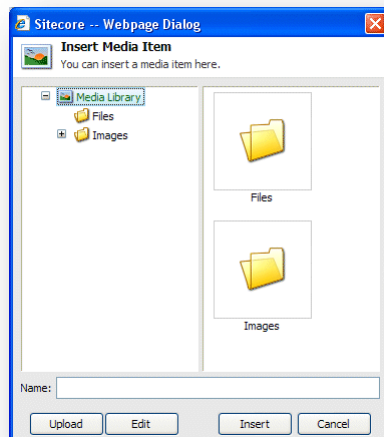 Sitecore -- Webpage Dialog
Insert Media Item
You can insert a media item here.
Media Library
Files
Images
Files
Images
Name:
Upload Edit Insert Cancel